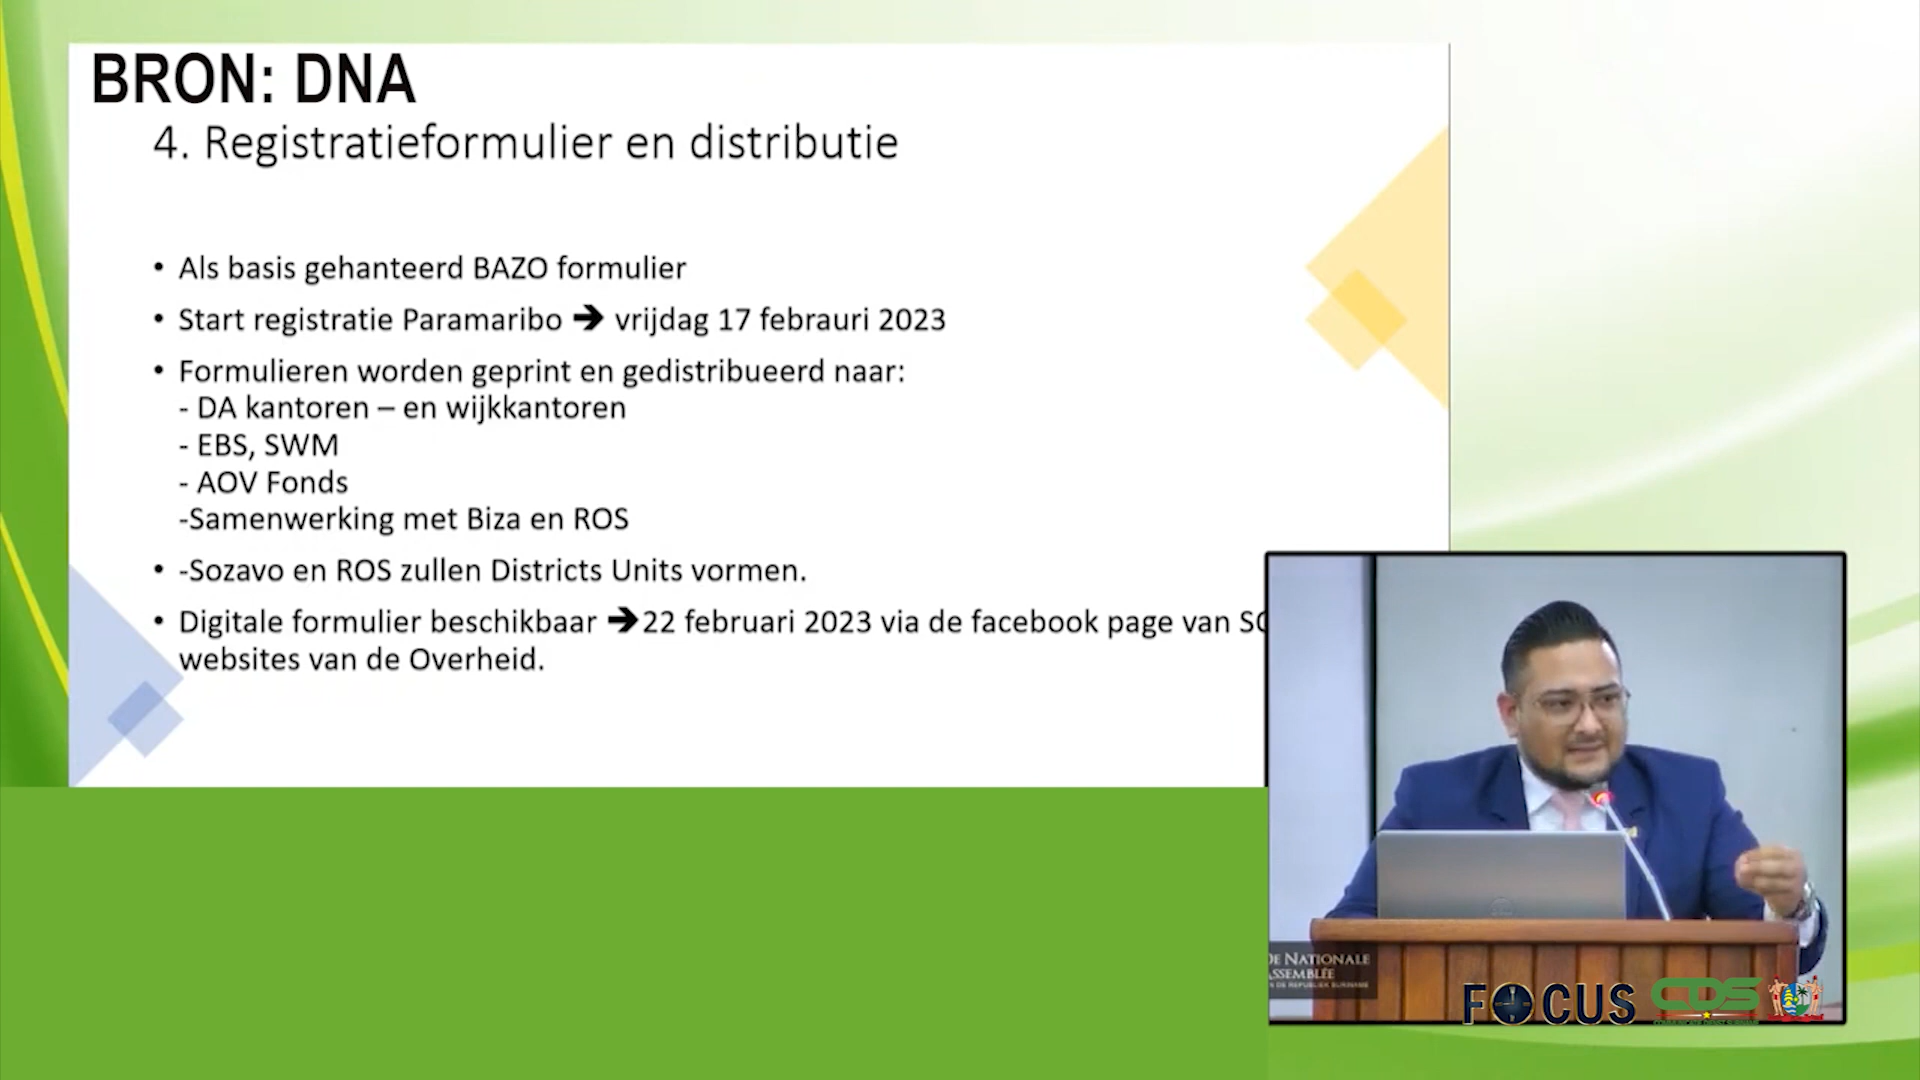 BRON: DNA
4. Registratieformulier en distributie
• Als basis gehanteerd BAZO formulier
• Start registratie Paramaribo ➔ vrijdag 17 febrauri 2023
• Formulieren worden geprint en gedistribueerd naar:
- DA kantoren – en wijkkantoren
- EBS, SWM
- AOV Fonds
-Samenwerking met Biza en ROS
• -Sozavo en ROS zullen Districts Units vormen.
• Digitale formulier beschikbaar ➔22 februari 2023 via de facebook page van
websites van de Overheid.
DE NATIONALE
ASSEMBLÉE
FOCUS
CDS